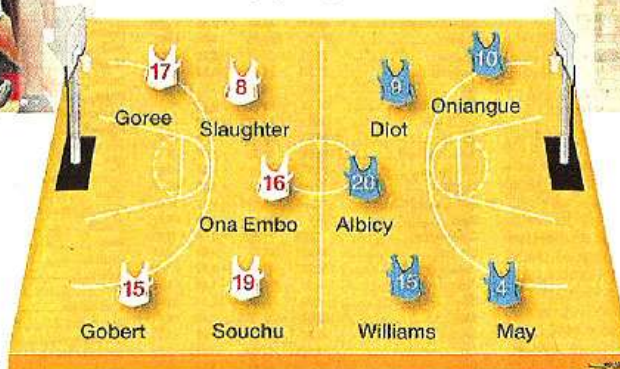 17
Goree
8
Slaughter
9
Diot
10
Oniangue
16
Ona Embo
20
Albicy
15
Gobert
19
Souchu
15
Williams
4
May